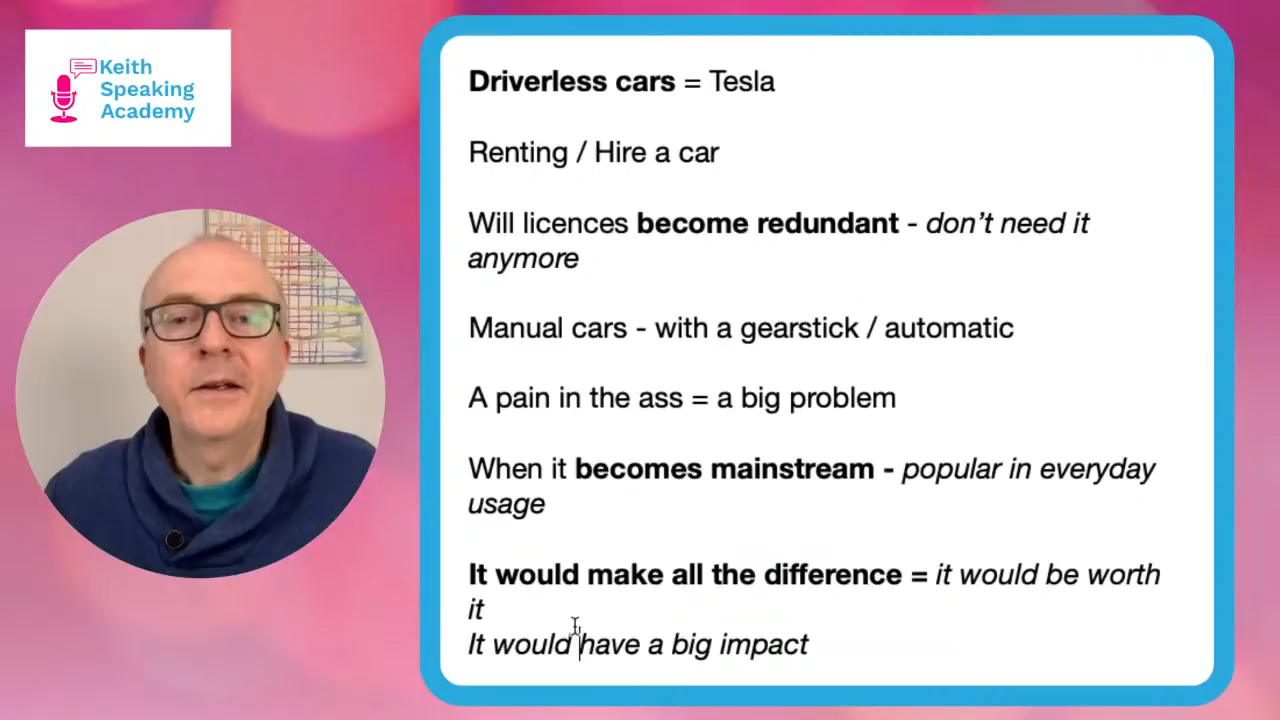 Keith
Speaking
Academy
Driverless cars = Tesla
Renting / Hire a car
Will licences become redundant - don’t need it
anymore
Manual cars - with a gearstick / automatic
A pain in the ass = a big problem
When it becomes mainstream - popular in everyday
usage
It would make all the difference = it would be worth
it
It would have a big impact